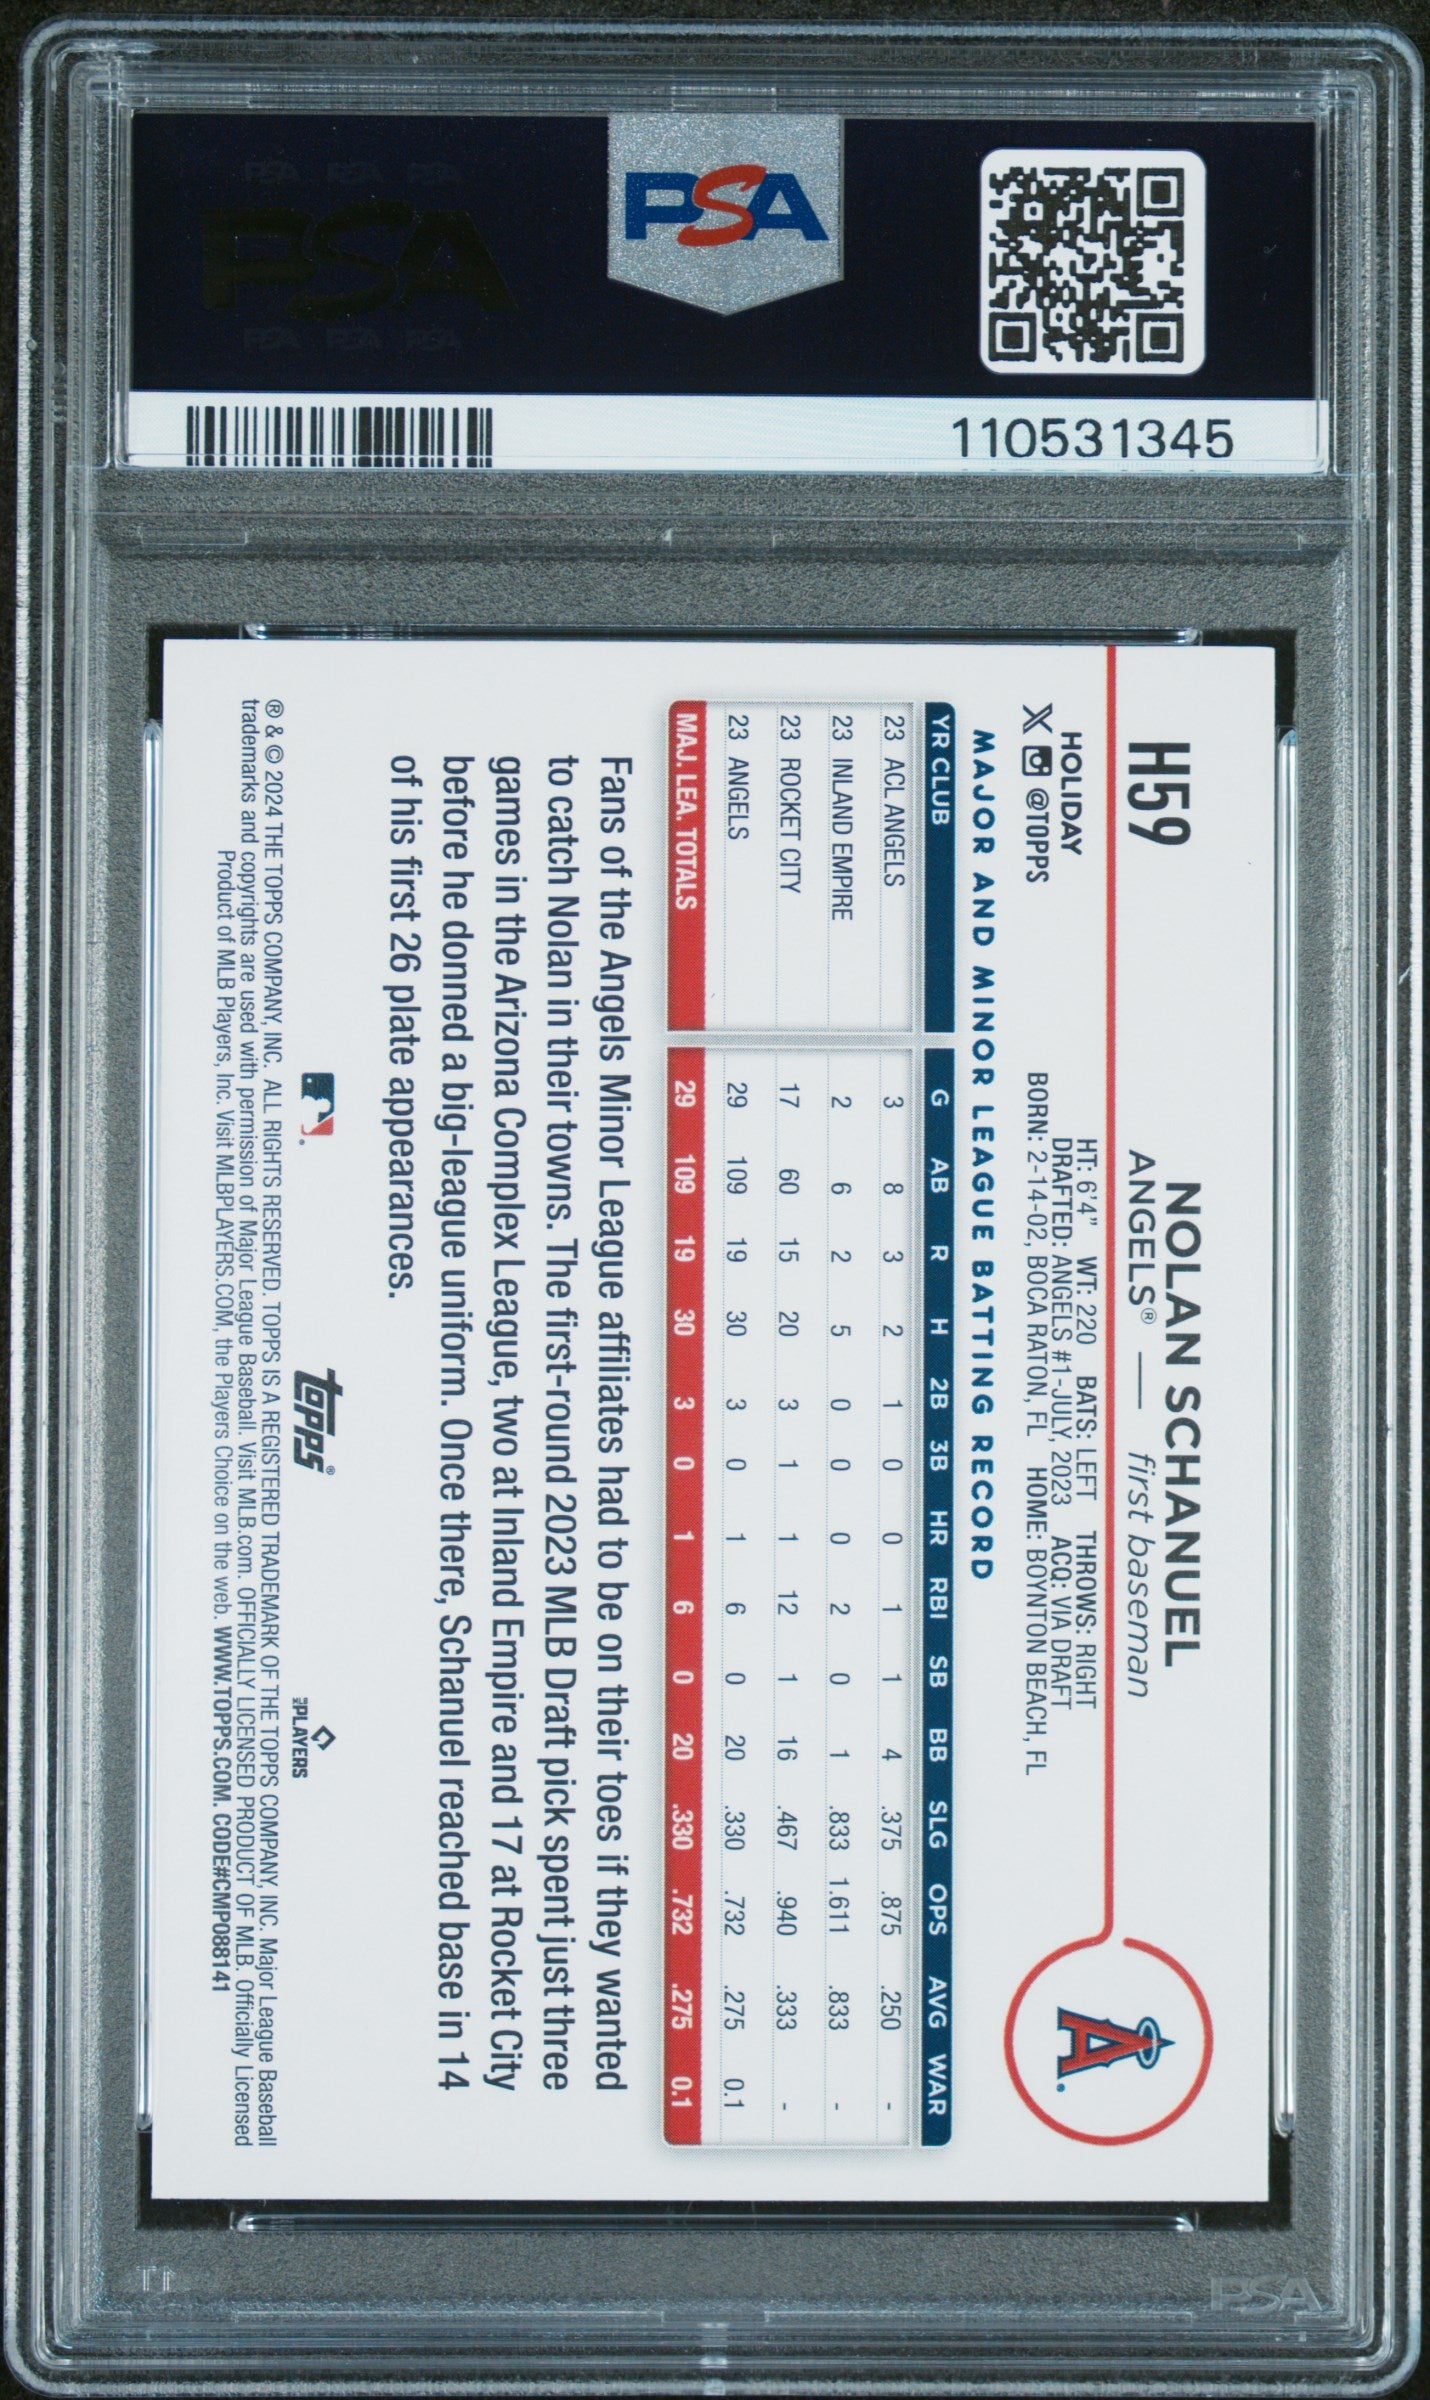 PSA
PSA PSA PSA
PSA
PSA PSA PSA
110531345
H59
NOLAN SCHANUEL
ANGELS® — first baseman
HOLIDAY
X @TOPPS
HT: 6'4" WT: 220 BATS: LEFT THROWS: RIGHT
DRAFTED: ANGELS #1-JULY, 2023 ACQ: VIA DRAFT
BORN: 2-14-02, BOCA RATON, FL HOME: BOYNTON BEACH, FL
MAJOR AND MINOR LEAGUE BATTING RECORD
YR CLUB G AB R H 2B 3B HR RBI SB BB SLG OPS AVG WAR
23 ACL ANGELS 3 8 3 2 1 0 0 1 1 4 .375 .875 .250 -
23 INLAND EMPIRE 2 6 2 5 0 0 0 2 0 1 .833 1.611 .833 -
23 ROCKET CITY 17 60 15 20 3 1 1 12 1 16 .467 .940 .333 -
23 ANGELS 29 109 19 30 3 0 1 6 0 20 .330 .732 .275 0.1
MAJ. LEA. TOTALS 29 109 19 30 3 0 1 6 0 20 .330 .732 .275 0.1
Fans of the Angels Minor League affiliates had to be on their toes if they wanted
to catch Nolan in their towns. The first-round 2023 MLB Draft pick spent just three
games in the Arizona Complex League, two at Inland Empire and 17 at Rocket City
before he donned a big-league uniform. Once there, Schanuel reached base in 14
of his first 26 plate appearances.
topps®
MLB PLAYERS
® & © 2024 THE TOPPS COMPANY, INC. ALL RIGHTS RESERVED. TOPPS IS A REGISTERED TRADEMARK OF THE TOPPS COMPANY, INC. Major League Baseball
trademarks and copyrights are used with permission of Major League Baseball. Visit MLB.com. OFFICIALLY LICENSED PRODUCT OF MLB. Officially Licensed
Product of MLB Players, Inc. Visit MLBPLAYERS.COM, the Players Choice on the web. WWW.TOPPS.COM. CODE#CMP088141
PSA